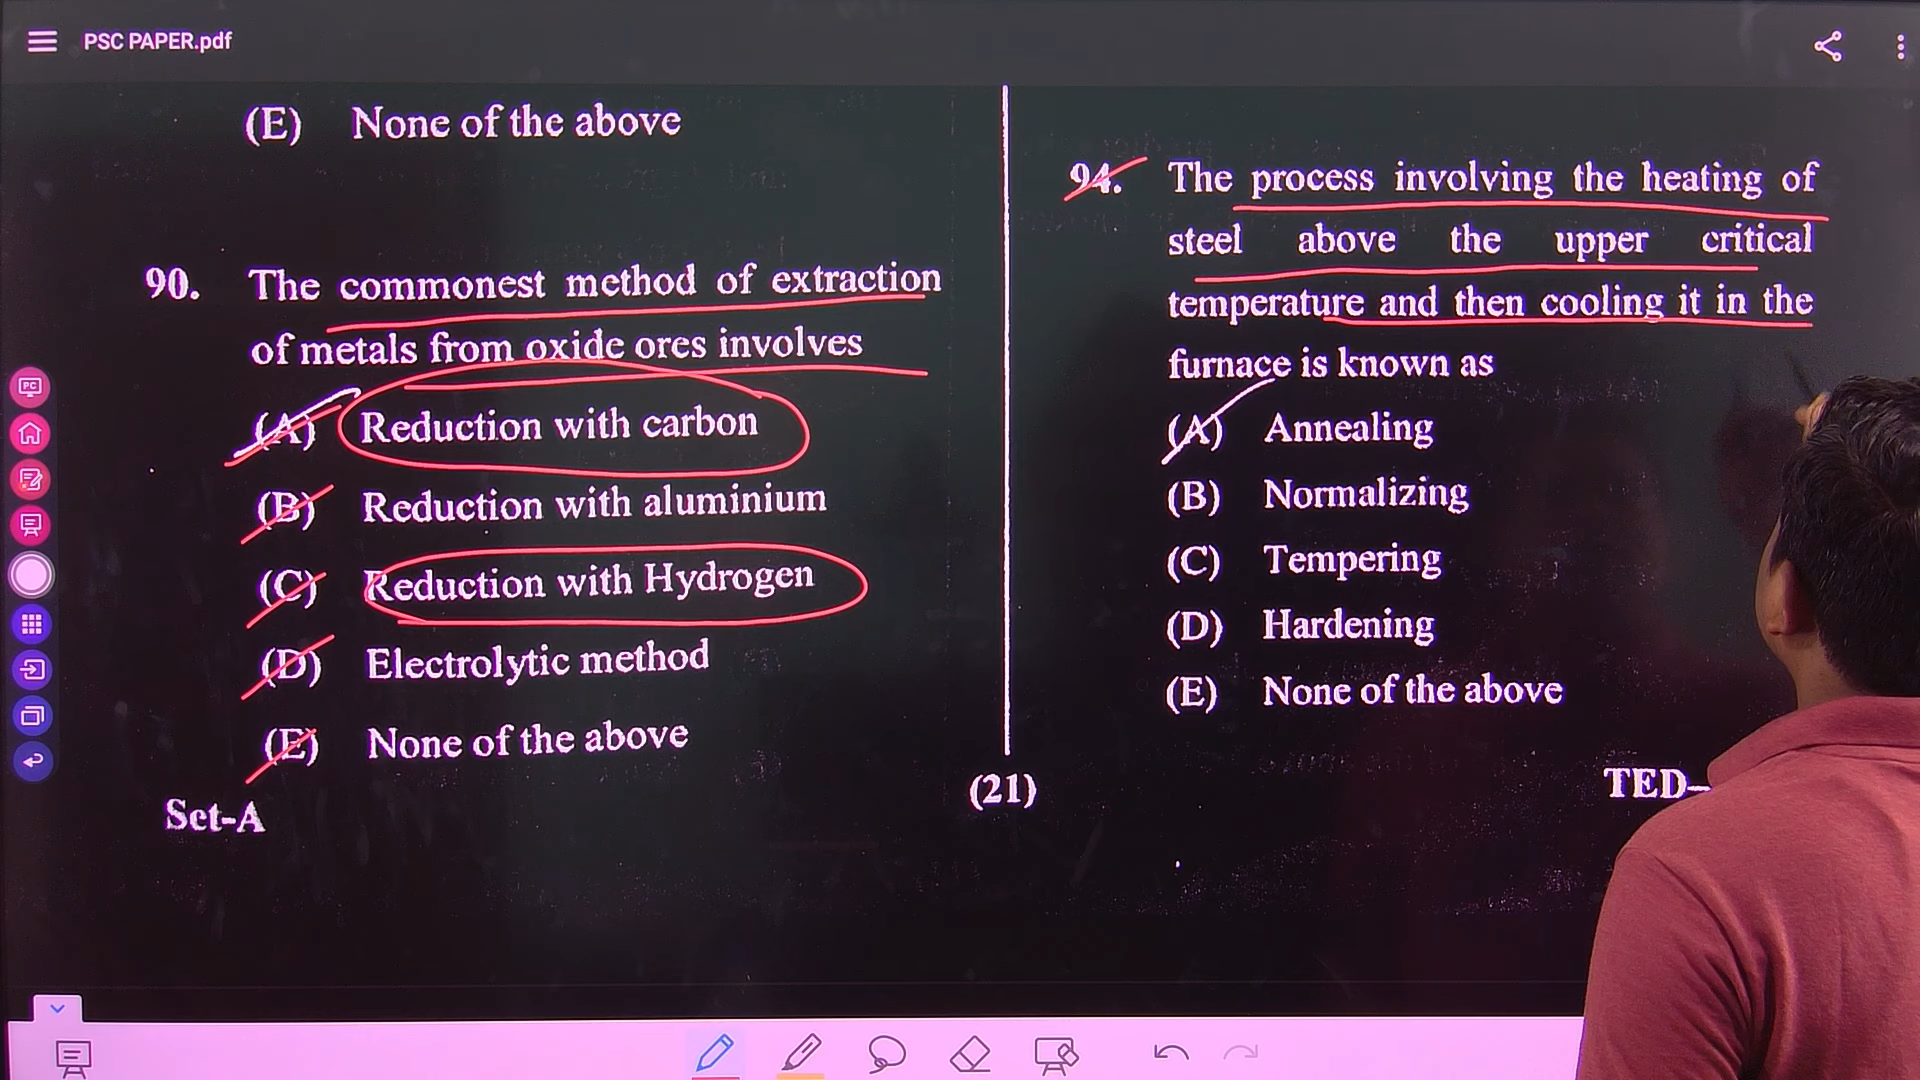 PSC PAPER.pdf
(E) None of the above
90. The commonest method of extraction
of metals from oxide ores involves
(A) Reduction with carbon
(B) Reduction with aluminium
(C) Reduction with Hydrogen
(D) Electrolytic method
(E) None of the above
Set-A
(21)
94. The process involving the heating of
steel above the upper critical
temperature and then cooling it in the
furnace is known as
(A) Annealing
(B) Normalizing
(C) Tempering
(D) Hardening
(E) None of the above
TED–
PC